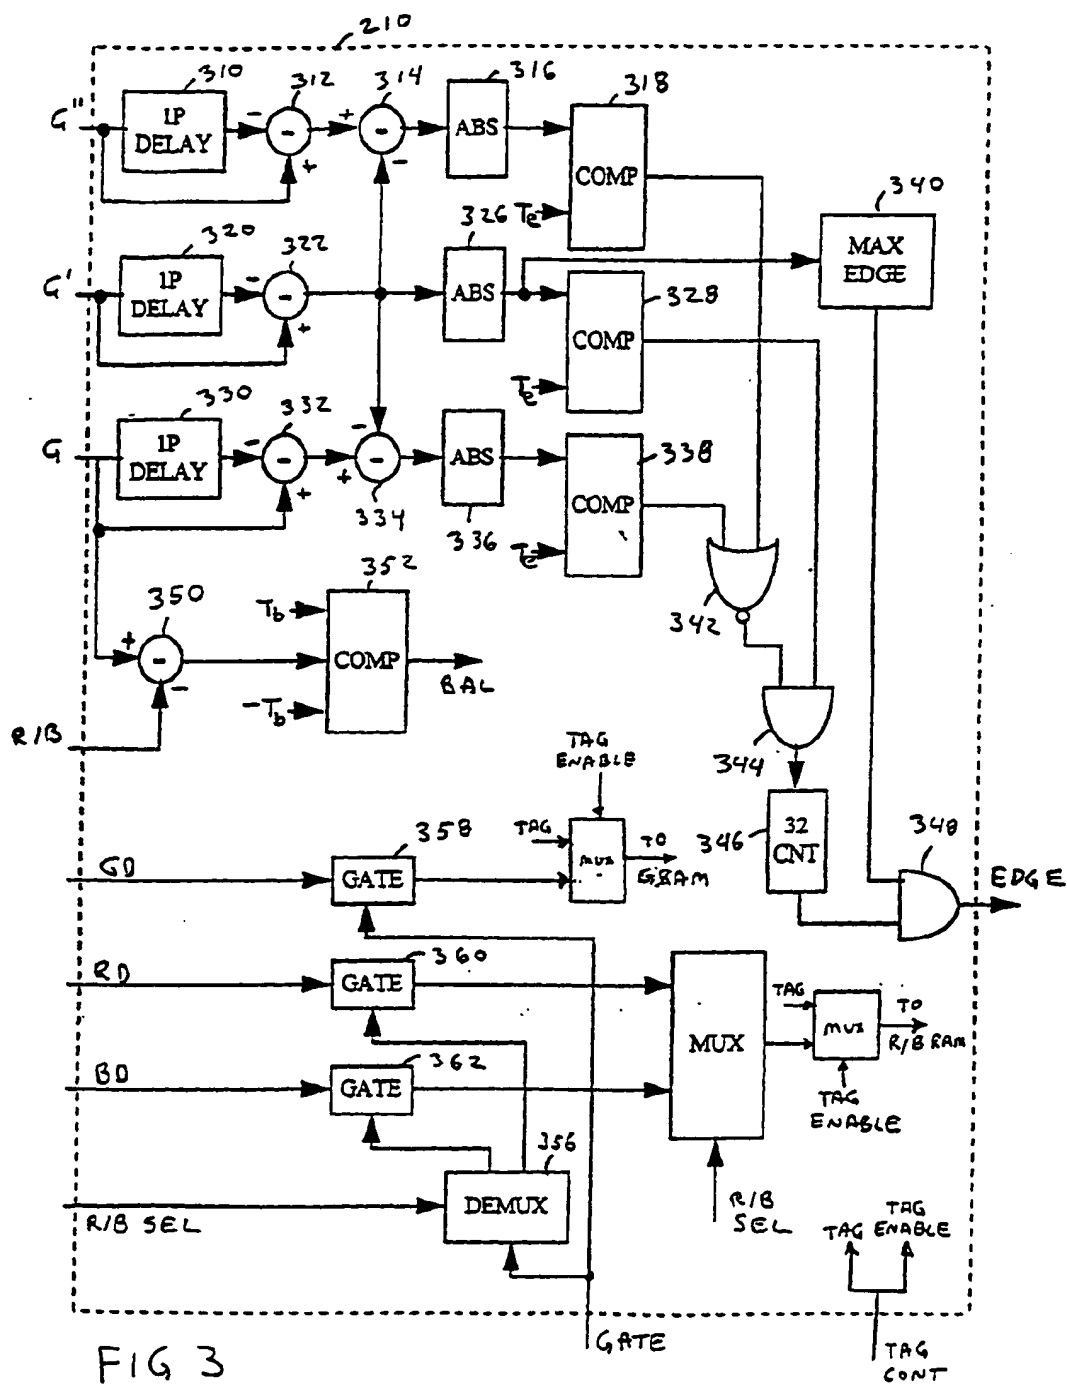 210
310
312
314
316
318
G"
1P
DELAY
-
-
+
+
-
-
ABS
COMP
Te
340
MAX
EDGE
320
322
326
G'
1P
DELAY
-
-
+
ABS
328
COMP
Te
330
332
G
1P
DELAY
-
-
+
-
+
-
334
ABS
336
338
COMP
Te
342
350
352
+
-
-
Tb
COMP
-Tb
BAL
R/B
344
346
32
CNT
348
EDGE
TAG
ENABLE
358
TAG
MUX
TO
GRAM
GD
GATE
360
RD
GATE
362
BD
GATE
MUX
TAG
MUX
TO
R/B RAM
TAG
ENABLE
356
R/B SEL
DEMUX
R/B
SEL
TAG
TAG
ENABLE
GATE
TAG
CONT
FIG 3